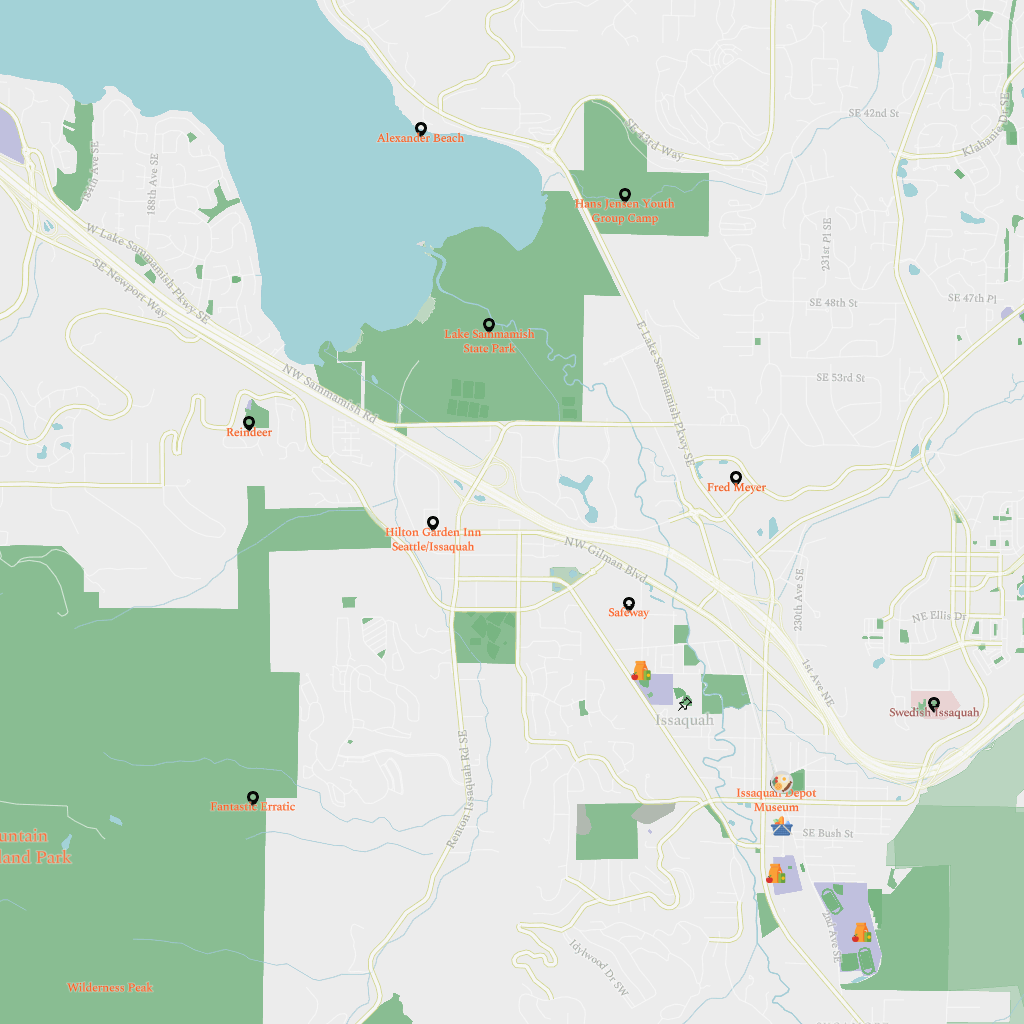 SE 42nd St
Klahanie Dr SE
SE 43rd Way
Alexander Beach
184th Ave SE
188th Ave SE
Hans Jensen Youth
Group Camp
W Lake Sammamish Pkwy SE
SE Newport Way
231st Pl SE
SE 48th St
SE 47th Pl
Lake Sammamish
State Park
E Lake Sammamish Pkwy SE
NW Sammamish Rd
SE 53rd St
Reindeer
Fred Meyer
Hilton Garden Inn
Seattle/Issaquah
NW Gilman Blvd
230th Ave SE
Safeway
NE Ellis Dr
1st Ave NE
Swedish Issaquah
Issaquah
Renton Issaquah Rd SE
Fantastic Erratic
Issaquah Depot
Museum
SE Bush St
untain
land Park
2nd Ave SE
Idylwood Dr SW
Wilderness Peak